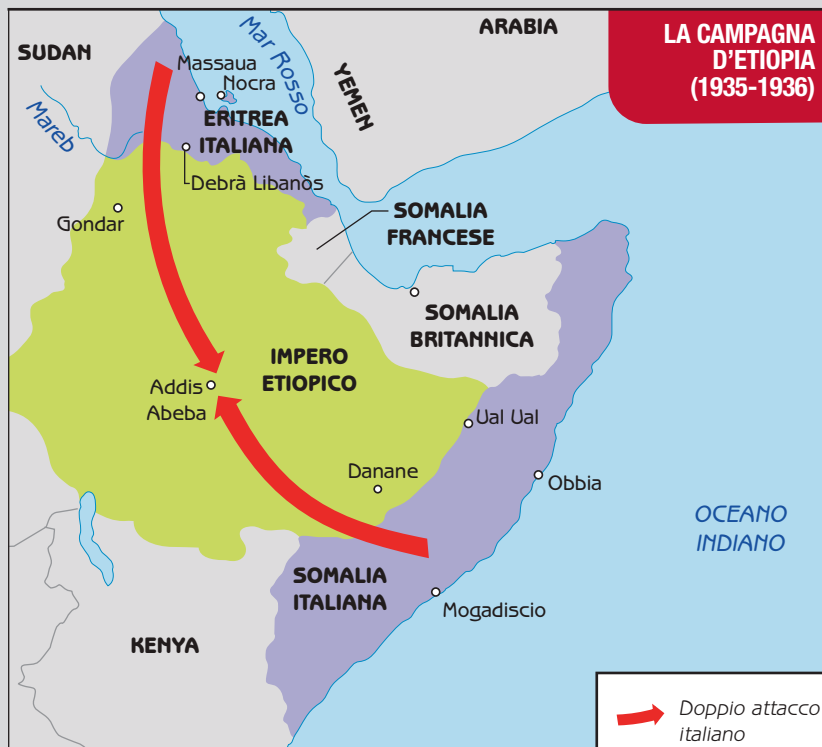 LA CAMPAGNA
D'ETIOPIA
(1935-1936)
ARABIA
SUDAN
Mar Rosso
YEMEN
Massaua
Nocra
Mareb
ERITREA
ITALIANA
Debrà Libanòs
Gondar
SOMALIA
FRANCESE
SOMALIA
BRITANNICA
IMPERO
ETIOPICO
Addis
Abeba
Ual Ual
Danane
Obbia
OCEANO
INDIANO
SOMALIA
ITALIANA
Mogadiscio
KENYA
Doppio attacco
italiano